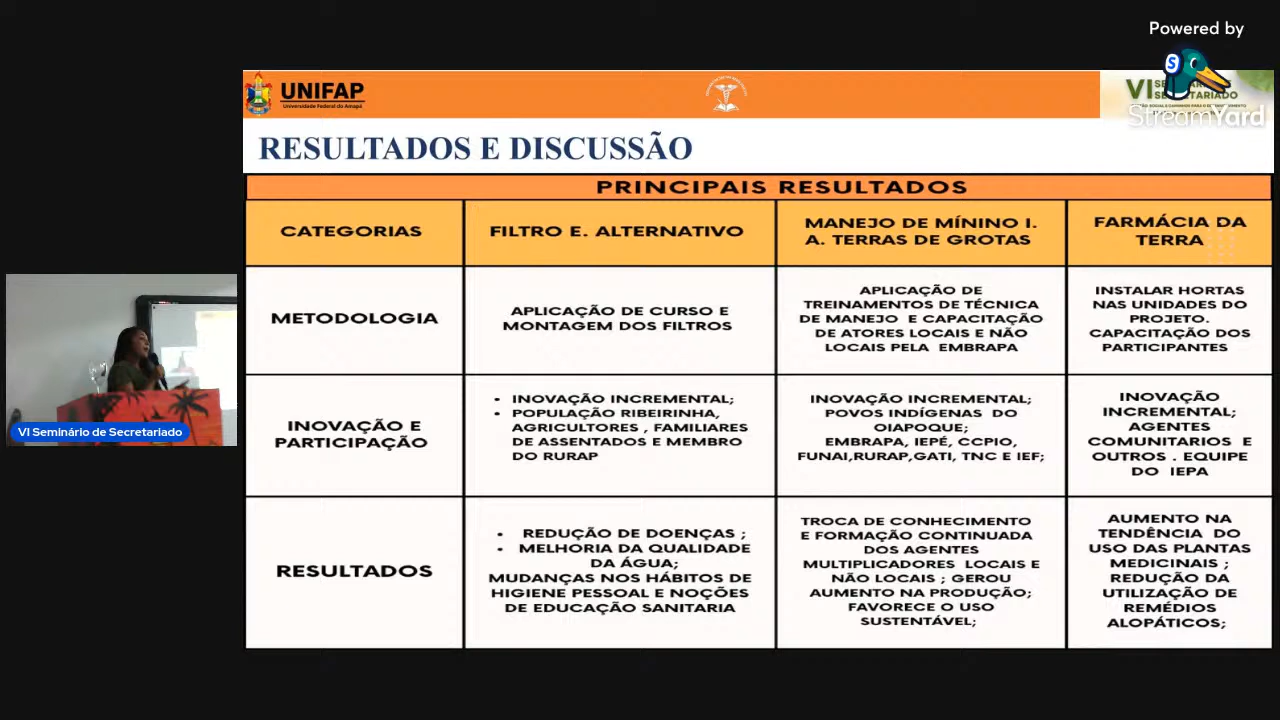 Powered by
StreamYard
UNIFAP
Universidade Federal do Amapá
VI
RESULTADOS E DISCUSSÃO
PRINCIPAIS RESULTADOS
CATEGORIAS
FILTRO E. ALTERNATIVO
MANEJO DE MÍNINO I.
A. TERRAS DE GROTAS
FARMÁCIA DA
TERRA
METODOLOGIA
APLICAÇÃO DE CURSO E
MONTAGEM DOS FILTROS
APLICAÇÃO DE
TREINAMENTOS DE TÉCNICA
DE MANEJO E CAPACITAÇÃO
DE ATORES LOCAIS E NÃO
LOCAIS PELA EMBRAPA
INSTALAR HORTAS
NAS UNIDADES DO
PROJETO.
CAPACITAÇÃO DOS
PARTICIPANTES
INOVAÇÃO E
PARTICIPAÇÃO
• INOVAÇÃO INCREMENTAL;
• POPULAÇÃO RIBEIRINHA,
AGRICULTORES , FAMILIARES
DE ASSENTADOS E MEMBRO
DO RURAP
INOVAÇÃO INCREMENTAL;
POVOS INDÍGENAS DO
OIAPOQUE;
EMBRAPA, IEPÉ, CCPIO,
FUNAI,RURAP,GATI, TNC E IEF;
INOVAÇÃO
INCREMENTAL;
AGENTES
COMUNITARIOS E
OUTROS . EQUIPE
DO IEPA
RESULTADOS
• REDUÇÃO DE DOENÇAS ;
• MELHORIA DA QUALIDADE
DA ÁGUA;
MUDANÇAS NOS HÁBITOS DE
HIGIENE PESSOAL E NOÇÕES
DE EDUCAÇÃO SANITARIA
TROCA DE CONHECIMENTO
E FORMAÇÃO CONTINUADA
DOS AGENTES
MULTIPLICADORES LOCAIS E
NÃO LOCAIS ; GEROU
AUMENTO NA PRODUÇÃO;
FAVORECE O USO
SUSTENTÁVEL;
AUMENTO NA
TENDÊNCIA DO
USO DAS PLANTAS
MEDICINAIS ;
REDUÇÃO DA
UTILIZAÇÃO DE
REMÉDIOS
ALOPÁTICOS;
VI Seminário de Secretariado